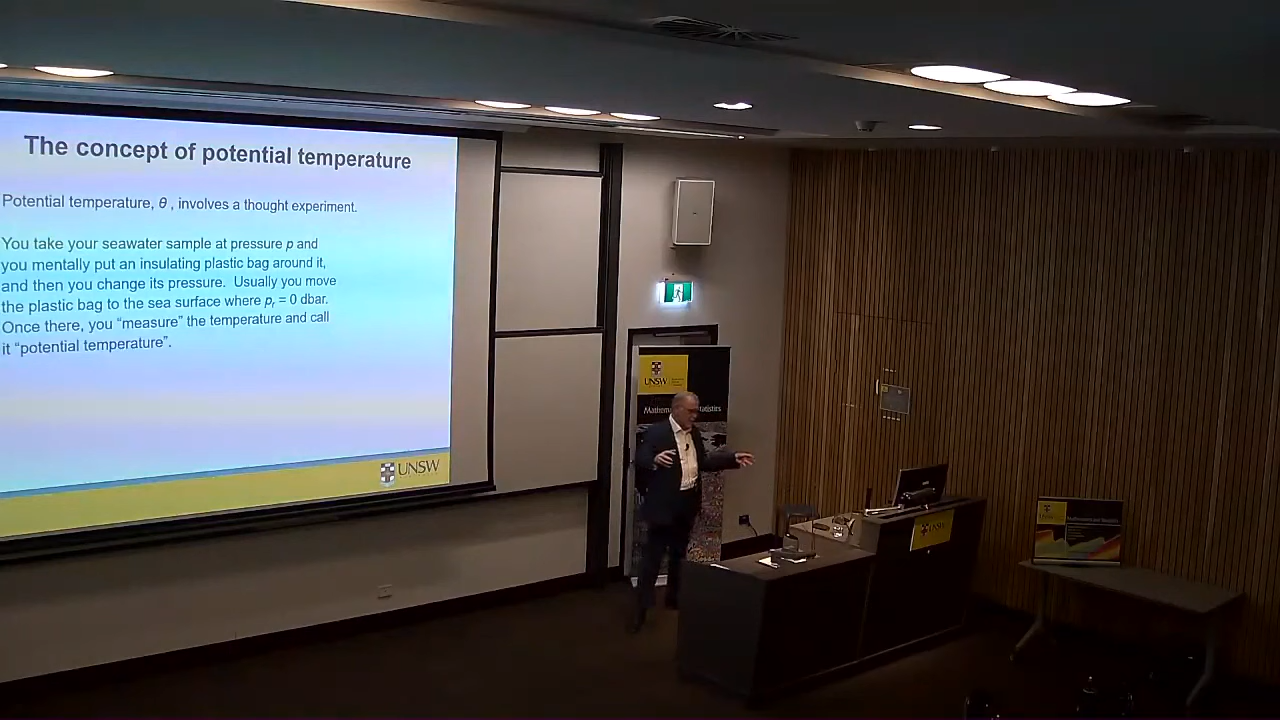 The concept of potential temperature
Potential temperature, θ , involves a thought experiment.
You take your seawater sample at pressure p and
you mentally put an insulating plastic bag around it,
and then you change its pressure. Usually you move
the plastic bag to the sea surface where pᵣ = 0 dbar.
Once there, you “measure” the temperature and call
it “potential temperature”.
UNSW
UNSW